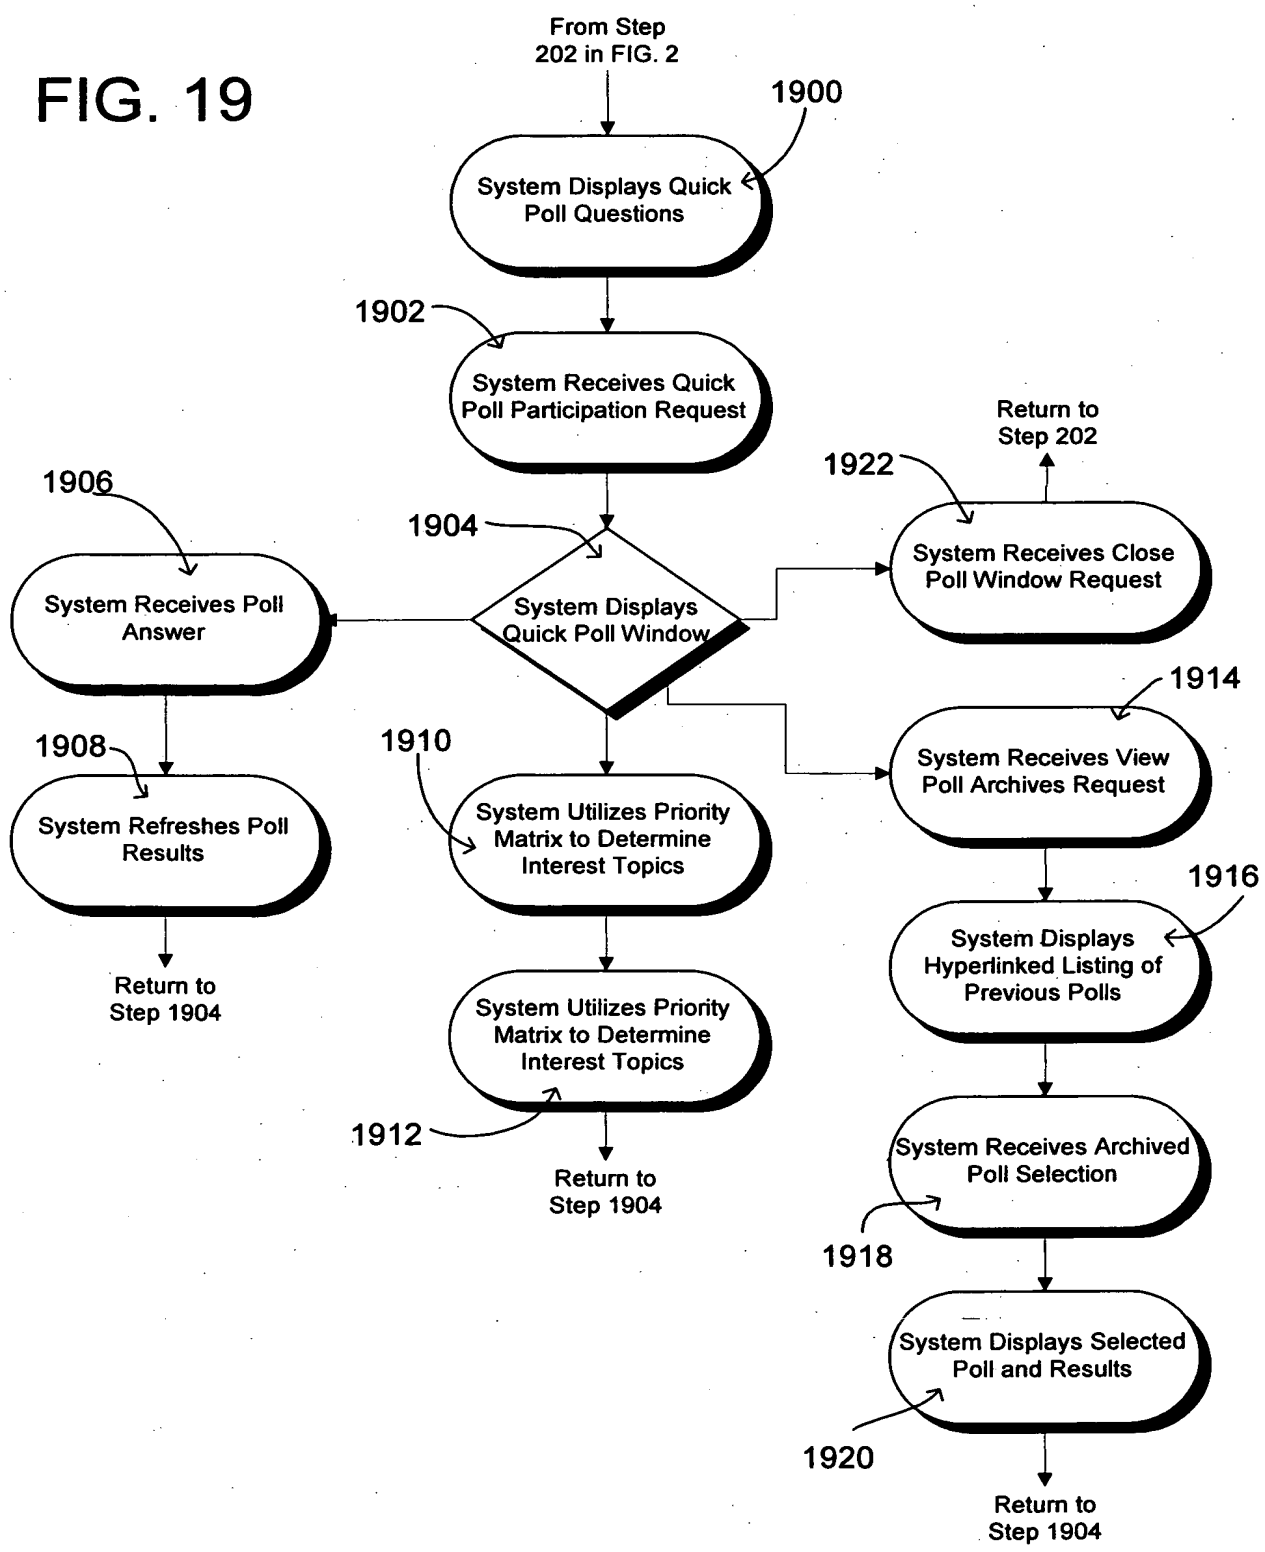 From Step
202 in FIG. 2
FIG. 19
1900
System Displays Quick
Poll Questions
1902
System Receives Quick
Poll Participation Request
Return to
Step 202
1922
System Receives Close
Poll Window Request
1906
System Receives Poll
Answer
1904
System Displays
Quick Poll Window
1914
System Receives View
Poll Archives Request
1908
System Refreshes Poll
Results
Return to
Step 1904
1910
System Utilizes Priority
Matrix to Determine
Interest Topics
1916
System Displays
Hyperlinked Listing of
Previous Polls
System Utilizes Priority
Matrix to Determine
Interest Topics
1912
Return to
Step 1904
System Receives Archived
Poll Selection
1918
System Displays Selected
Poll and Results
1920
Return to
Step 1904